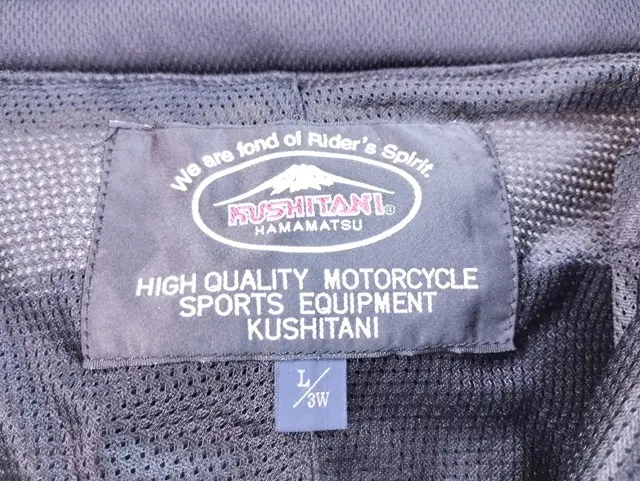 We are fond of Rider's Spirit.
KUSHITANI®
HAMAMATSU
HIGH QUALITY MOTORCYCLE
SPORTS EQUIPMENT
KUSHITANI
L/3W